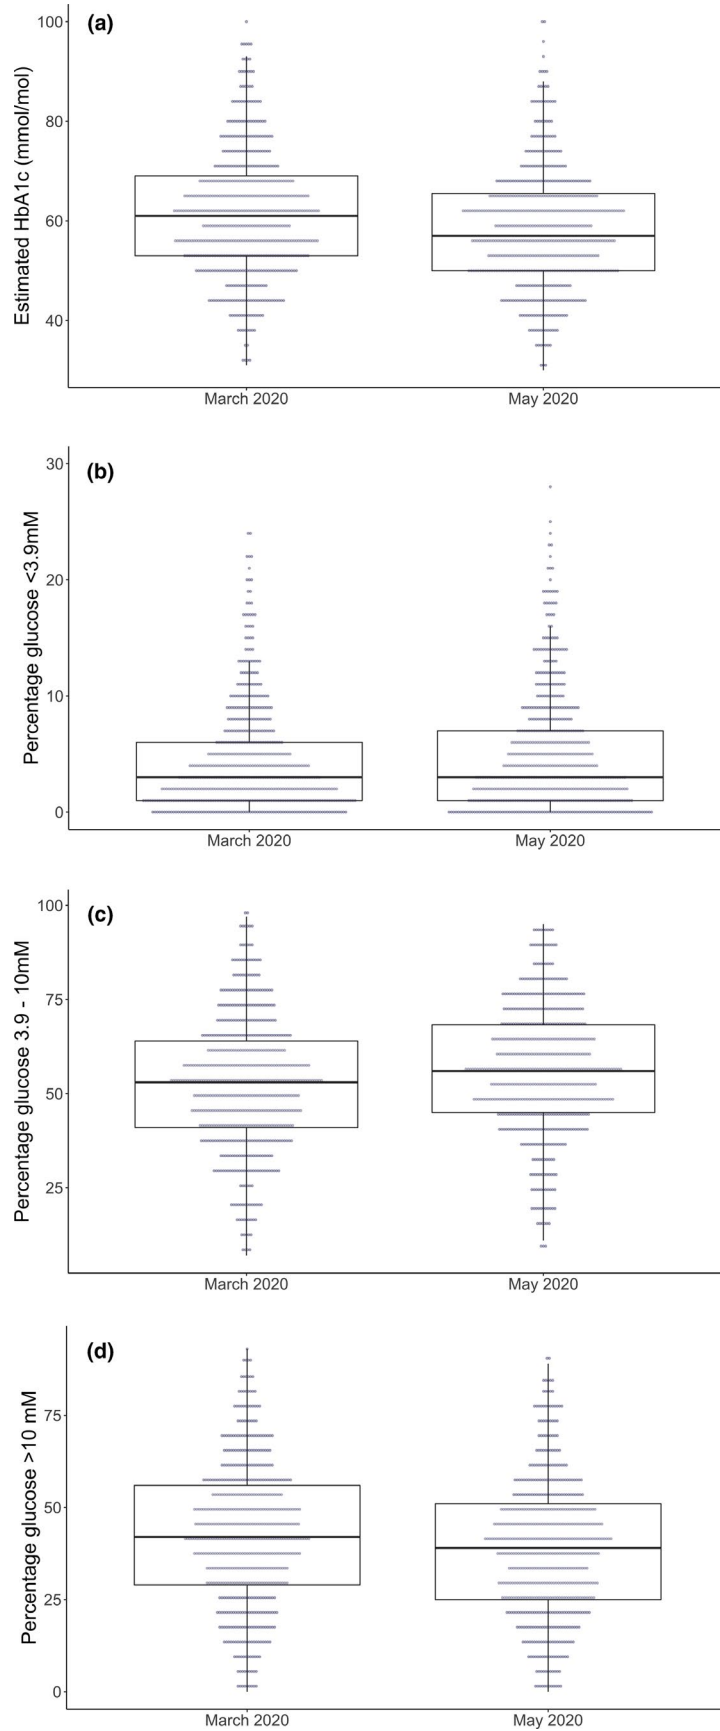 (a)
Estimated HbA1c (mmol/mol)
100
80
60
40
March 2020 May 2020
(b)
Percentage glucose <3.9mM
30
20
10
0
March 2020 May 2020
(c)
Percentage glucose 3.9 - 10mM
100
75
50
25
March 2020 May 2020
(d)
Percentage glucose >10 mM
75
50
25
0
March 2020 May 2020